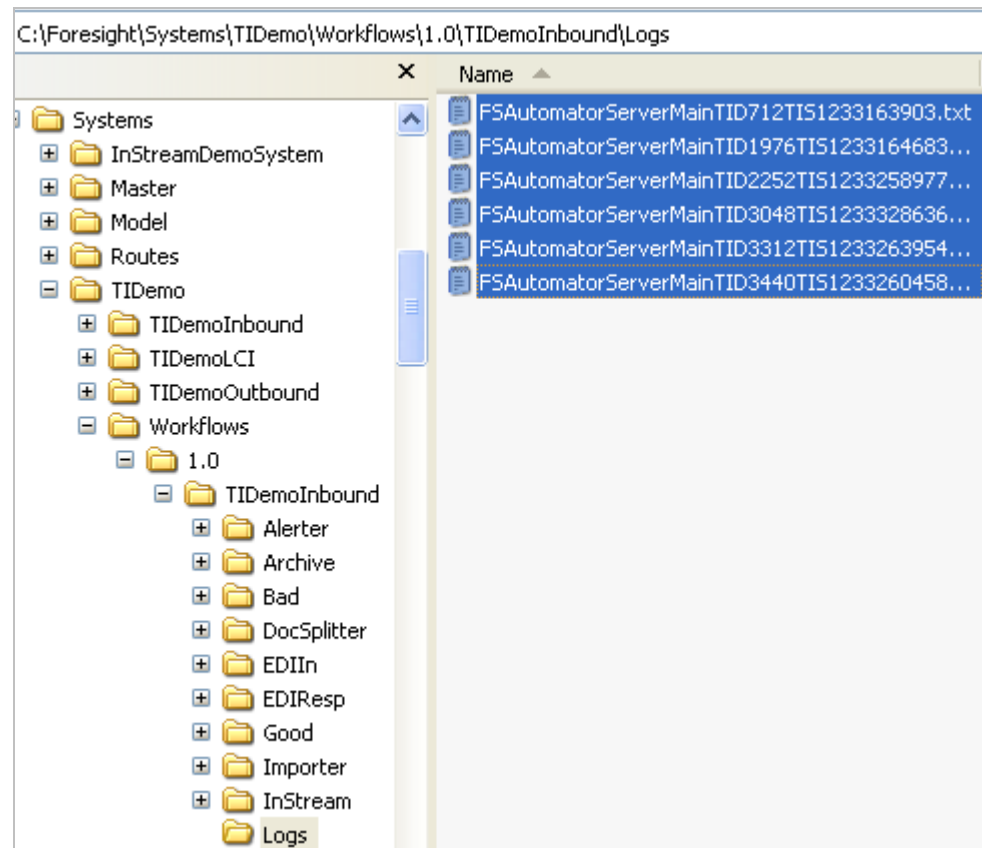 C:\Foresight\Systems\TIDemo\Workflows\1.0\TIDemoInbound\Logs
Name
Systems
InStreamDemoSystem
Master
Model
Routes
TIDemo
TIDemoInbound
TIDemoLCI
TIDemoOutbound
Workflows
1.0
TIDemoInbound
Alerter
Archive
Bad
DocSplitter
EDIIn
EDIResp
Good
Importer
InStream
Logs
FSAutomatorServerMainTID712TIS1233163903.txt
FSAutomatorServerMainTID1976TIS1233164683...
FSAutomatorServerMainTID2252TIS1233258977...
FSAutomatorServerMainTID3048TIS1233328636...
FSAutomatorServerMainTID3312TIS1233263954...
FSAutomatorServerMainTID3440TIS1233260458...